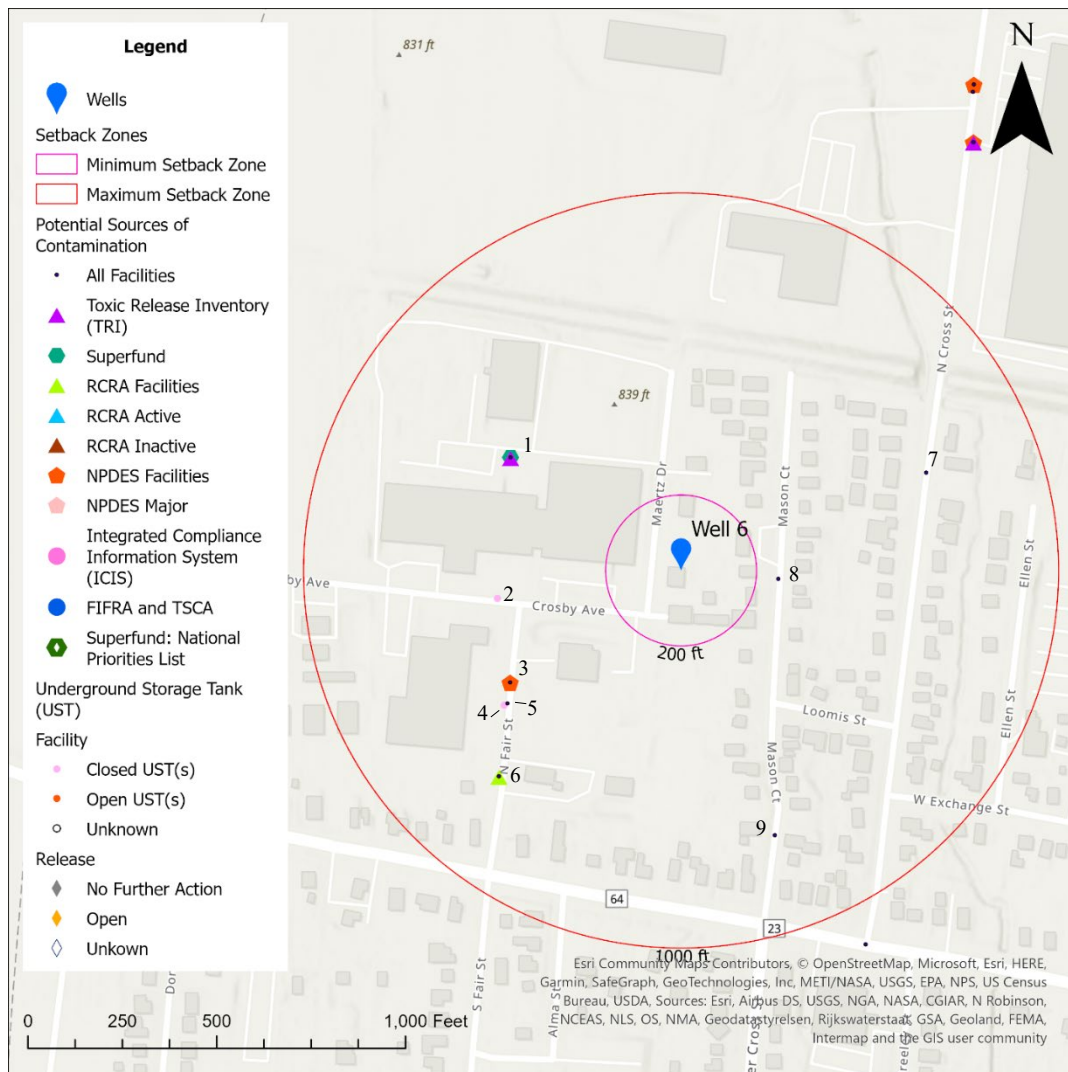 Legend
Wells
Setback Zones
Minimum Setback Zone
Maximum Setback Zone
Potential Sources of
Contamination
All Facilities
Toxic Release Inventory
(TRI)
Superfund
RCRA Facilities
RCRA Active
RCRA Inactive
NPDES Facilities
NPDES Major
Integrated Compliance
Information System
(ICIS)
FIFRA and TSCA
Superfund: National
Priorities List
Underground Storage Tank
(UST)
Facility
Closed UST(s)
Open UST(s)
Unknown
Release
No Further Action
Open
Unkown
0 250 500 1,000 Feet
831 ft
N
N Cross St
839 ft
1
Maertz Dr
Mason Ct
7
Well 6
8
Ellen St
by Ave
2
Crosby Ave
200 ft
3
4
5
N Fair St
Loomis St
Ellen St
6
Mason Ct
W Exchange St
9
64
23
1000 ft
S Fair St
Alma St
Dor
er Cross St
reeley St
Esri Community Maps Contributors, © OpenStreetMap, Microsoft, Esri, HERE,
Garmin, SafeGraph, GeoTechnologies, Inc, METI/NASA, USGS, EPA, NPS, US Census
Bureau, USDA, Sources: Esri, Airbus DS, USGS, NGA, NASA, CGIAR, N Robinson,
NCEAS, NLS, OS, NMA, Geodatastyrelsen, Rijkswaterstaat, GSA, Geoland, FEMA,
Intermap and the GIS user community